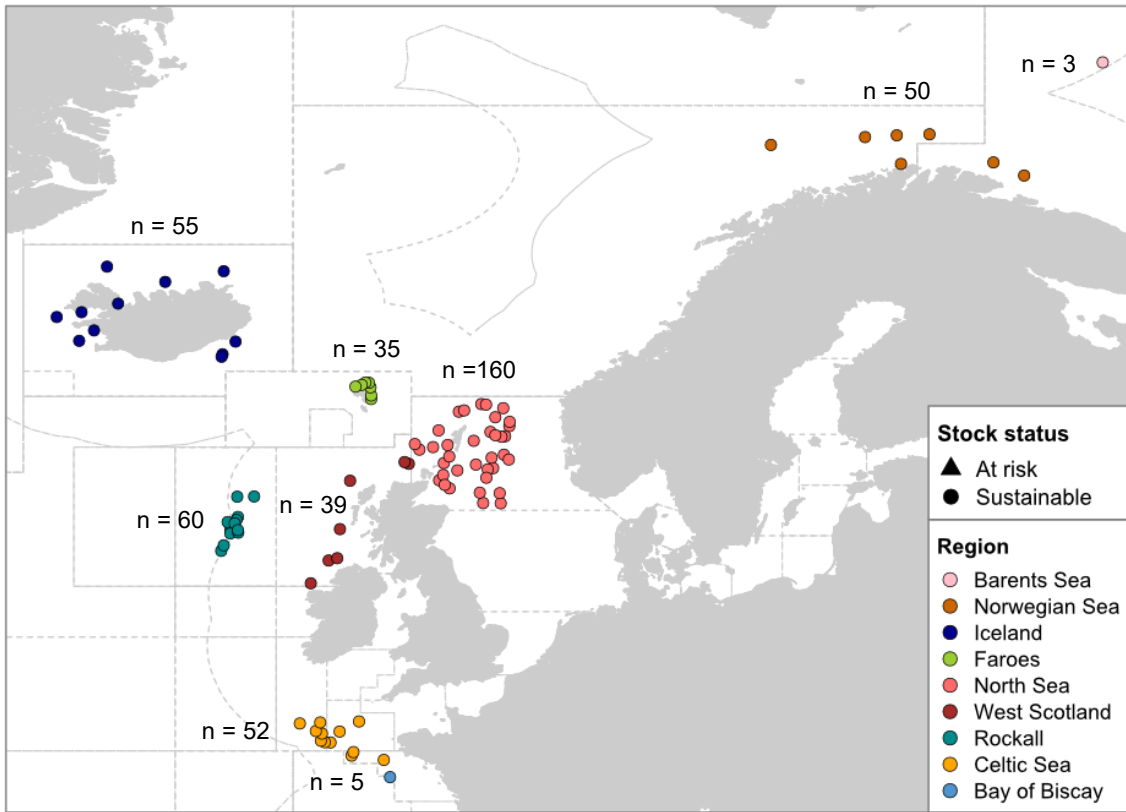 n = 3
n = 50
n = 55
n = 35
n =160
n = 39
n = 60
n = 52
n = 5
Stock status
At risk
Sustainable
Region
Barents Sea
Norwegian Sea
Iceland
Faroes
North Sea
West Scotland
Rockall
Celtic Sea
Bay of Biscay